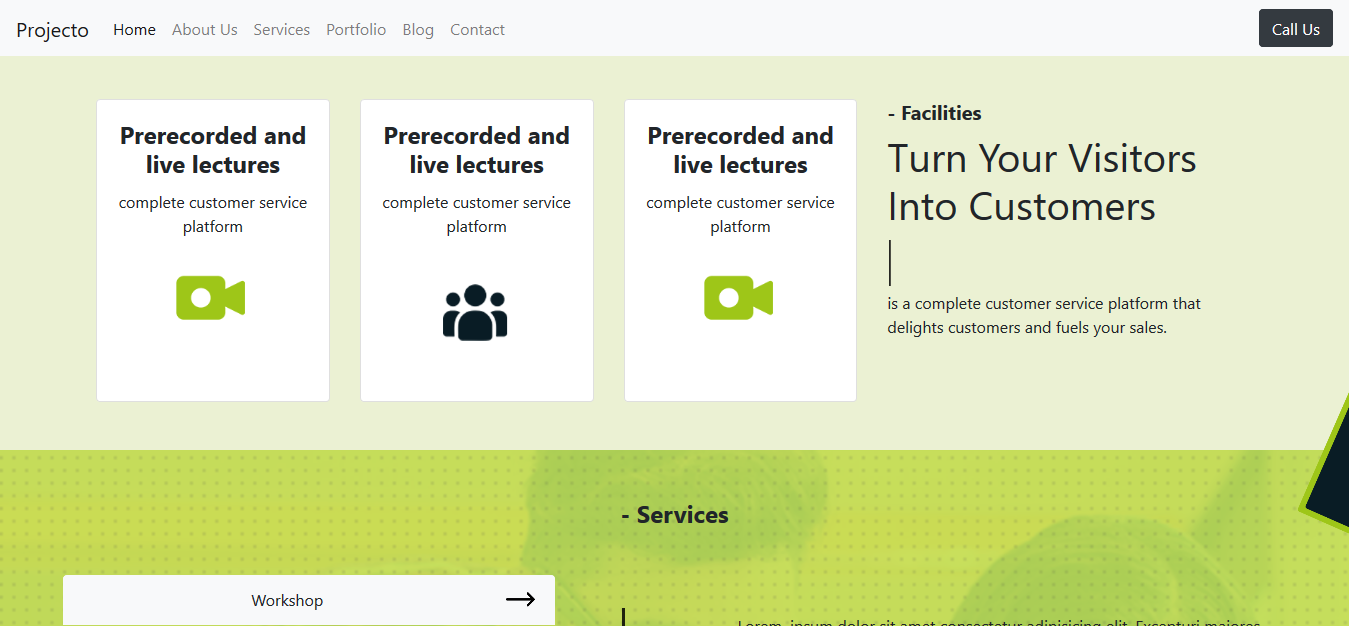 Projecto Home About Us Services Portfolio Blog Contact Call Us
Prerecorded and
live lectures
complete customer service
platform
Prerecorded and
live lectures
complete customer service
platform
Prerecorded and
live lectures
complete customer service
platform
- Facilities
Turn Your Visitors
Into Customers
is a complete customer service platform that
delights customers and fuels your sales.
- Services
Workshop
Lorem, ipsum dolor sit amet consectetur adipisicing elit. Excepturi maiores